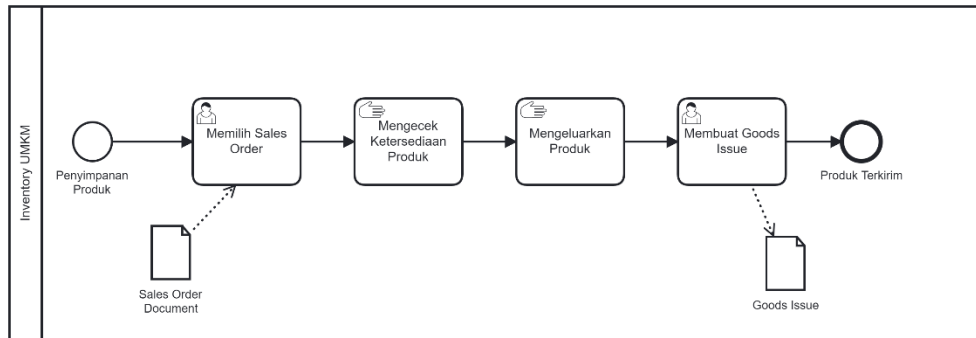 Inventory UMKM
Penyimpanan
Produk
Memilih Sales
Order
Mengecek
Ketersediaan
Produk
Mengeluarkan
Produk
Membuat Goods
Issue
Produk Terkirim
Sales Order
Document
Goods Issue